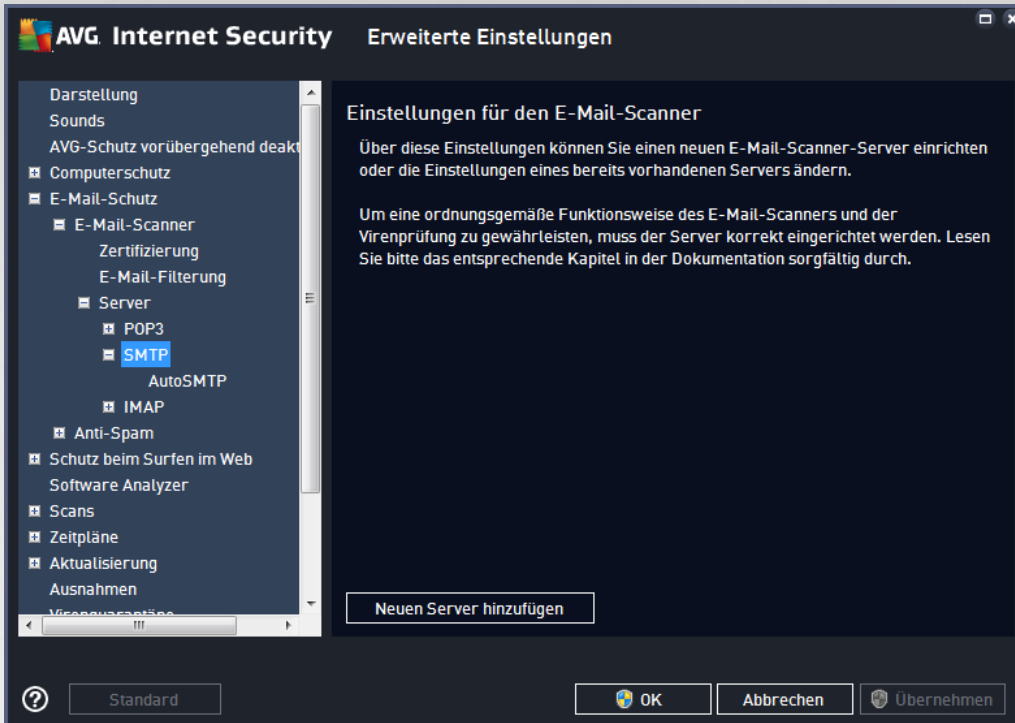 AVG Internet Security
Erweiterte Einstellungen
Darstellung
Sounds
AVG-Schutz vorübergehend deakt
Computerschutz
E-Mail-Schutz
E-Mail-Scanner
Zertifizierung
E-Mail-Filterung
Server
POP3
SMTP
AutoSMTP
IMAP
Anti-Spam
Schutz beim Surfen im Web
Software Analyzer
Scans
Zeitpläne
Aktualisierung
Ausnahmen
Virenquarantäne
Einstellungen für den E-Mail-Scanner
Über diese Einstellungen können Sie einen neuen E-Mail-Scanner-Server einrichten
oder die Einstellungen eines bereits vorhandenen Servers ändern.
Um eine ordnungsgemäße Funktionsweise des E-Mail-Scanners und der
Virenprüfung zu gewährleisten, muss der Server korrekt eingerichtet werden. Lesen
Sie bitte das entsprechende Kapitel in der Dokumentation sorgfältig durch.
Neuen Server hinzufügen
Standard
OK
Abbrechen
Übernehmen